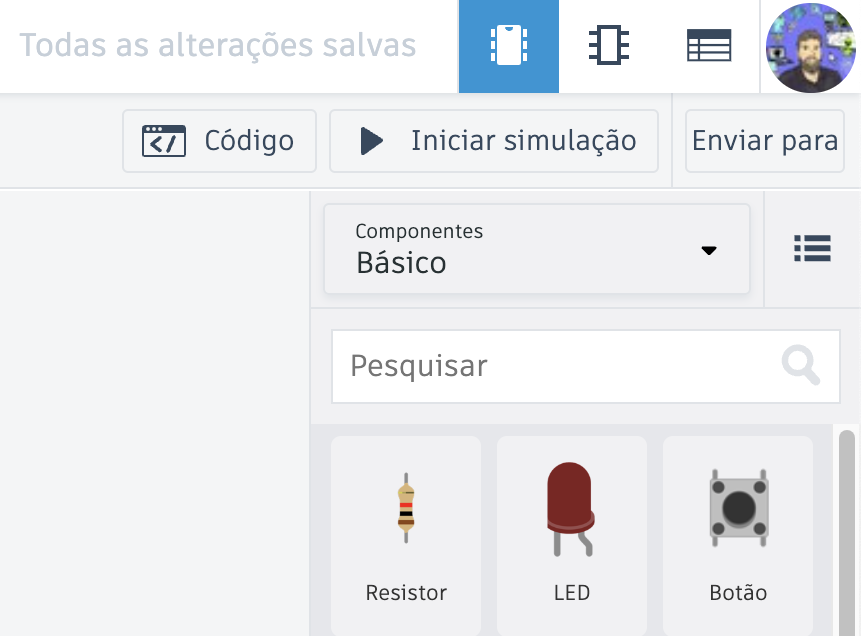 Todas as alterações salvas
Código
Iniciar simulação
Enviar para
Componentes
Básico
Pesquisar
Resistor
LED
Botão